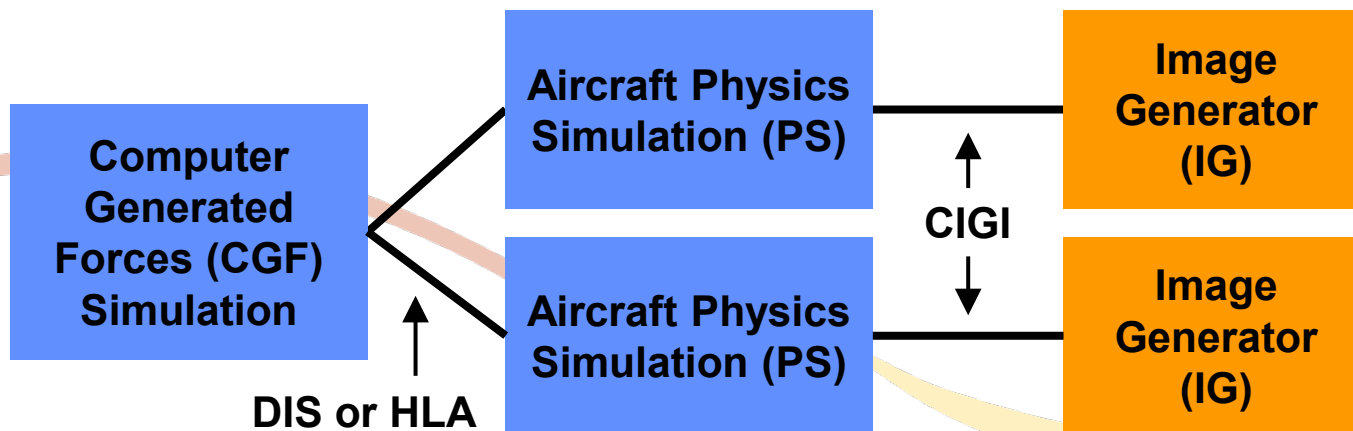 Computer
Generated
Forces (CGF)
Simulation
DIS or HLA
Aircraft Physics
Simulation (PS)
Aircraft Physics
Simulation (PS)
CIGI
Image
Generator
(IG)
Image
Generator
(IG)